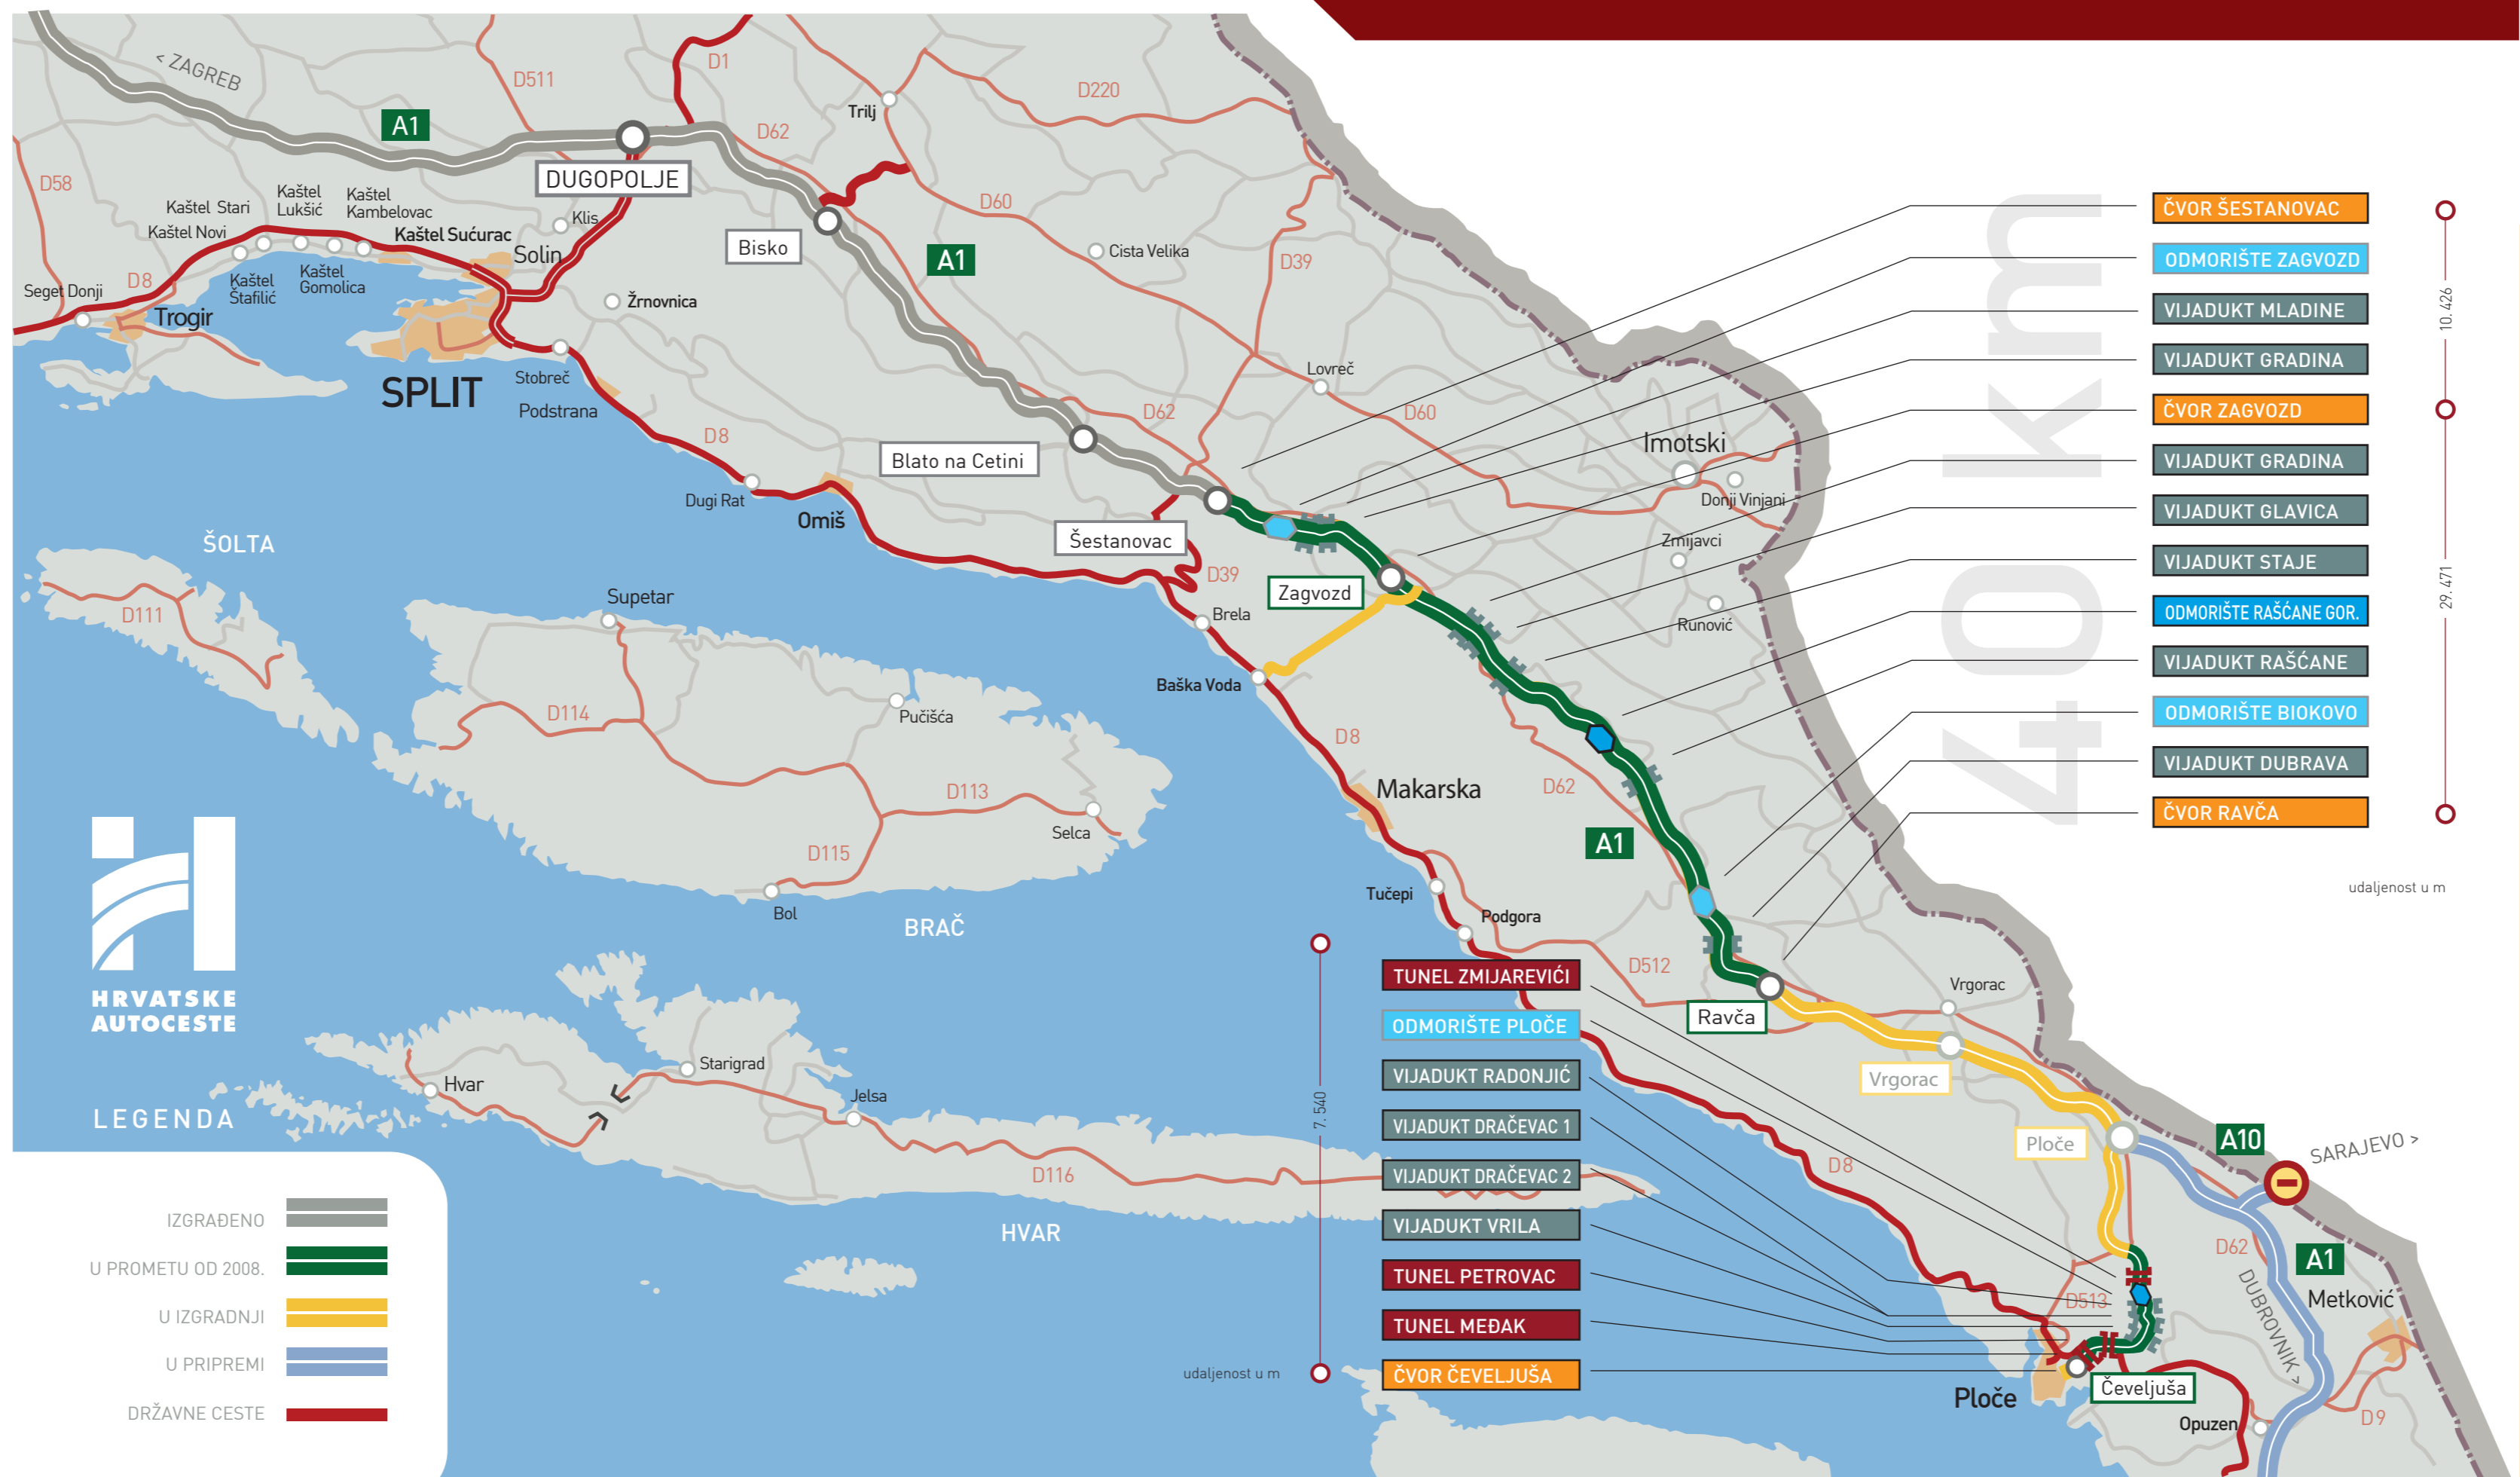 < ZAGREB
A1
D511
D1
D220
Trilj
D62
D58
DUGOPOLJE
Kaštel Stari
Kaštel
Lukšić
Kaštel
Kambelovac
Kaštel Novi
Kaštel Sućurac
Klis
Solin
Bisko
A1
D60
Cista Velika
D39
Seget Donji
D8
Kaštel
Štafilić
Kaštel
Gomolica
Žrnovnica
Trogir
SPLIT
Stobreč
Podstrana
D8
Lovreč
D62
D60
Imotski
Donji Vinjani
Blato na Cetini
Dugi Rat
Omiš
Šestanovac
Zmijavci
D39
Zagvozd
Runović
Brela
Baška Voda
ŠOLTA
D111
Supetar
D114
Pučišća
D113
Selca
D115
Bol
BRAČ
D8
Makarska
D62
A1
Tučepi
Podgora
D512
Ravča
Vrgorac
Vrgorac
Ploče
A10
SARAJEVO >
D8
D62
A1
DUBROVNIK >
Metković
D513
Ploče
Čeveljuša
Opuzen
D9
Hvar
Starigrad
Jelsa
D116
HVAR
40 km
ČVOR ŠESTANOVAC
ODMORIŠTE ZAGVOZD
VIJADUKT MLADINE
VIJADUKT GRADINA
ČVOR ZAGVOZD
VIJADUKT GRADINA
VIJADUKT GLAVICA
VIJADUKT STAJE
ODMORIŠTE RAŠĆANE GOR.
VIJADUKT RAŠĆANE
ODMORIŠTE BIOKOVO
VIJADUKT DUBRAVA
ČVOR RAVČA
10. 426
29. 471
udaljenost u m
TUNEL ZMIJAREVIĆI
ODMORIŠTE PLOČE
VIJADUKT RADONJIĆ
VIJADUKT DRAČEVAC 1
VIJADUKT DRAČEVAC 2
VIJADUKT VRILA
TUNEL PETROVAC
TUNEL MEĐAK
ČVOR ČEVELJUŠA
7. 540
udaljenost u m
HRVATSKE
AUTOCESTE
LEGENDA
IZGRAĐENO
U PROMETU OD 2008.
U IZGRADNJI
U PRIPREMI
DRŽAVNE CESTE